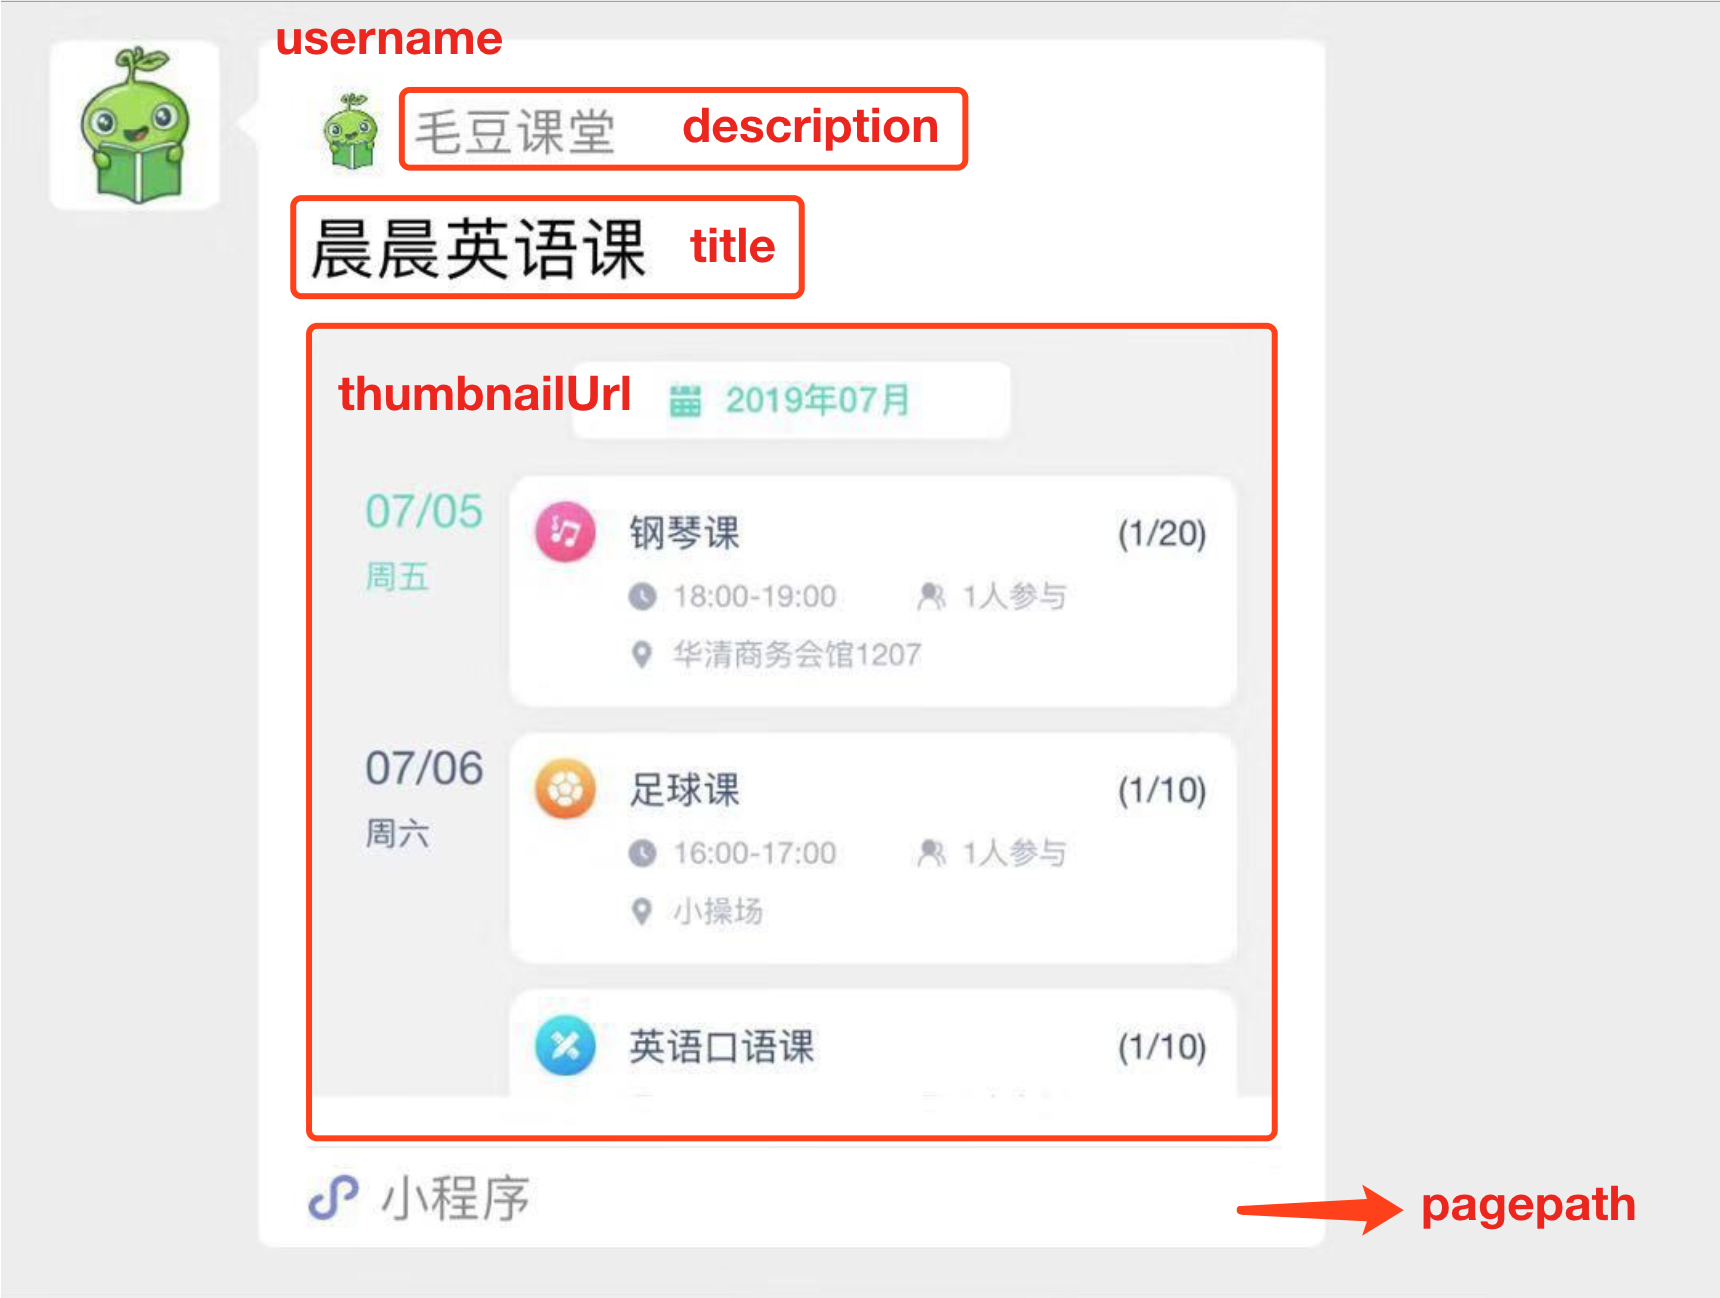 username
毛豆课堂 description
晨晨英语课 title
thumbnailUrl 2019年07月
07/05
周五
钢琴课 (1/20)
18:00-19:00 1人参与
华清商务会馆1207
07/06
周六
足球课 (1/10)
16:00-17:00 1人参与
小操场
英语口语课 (1/10)
小程序
pagepath